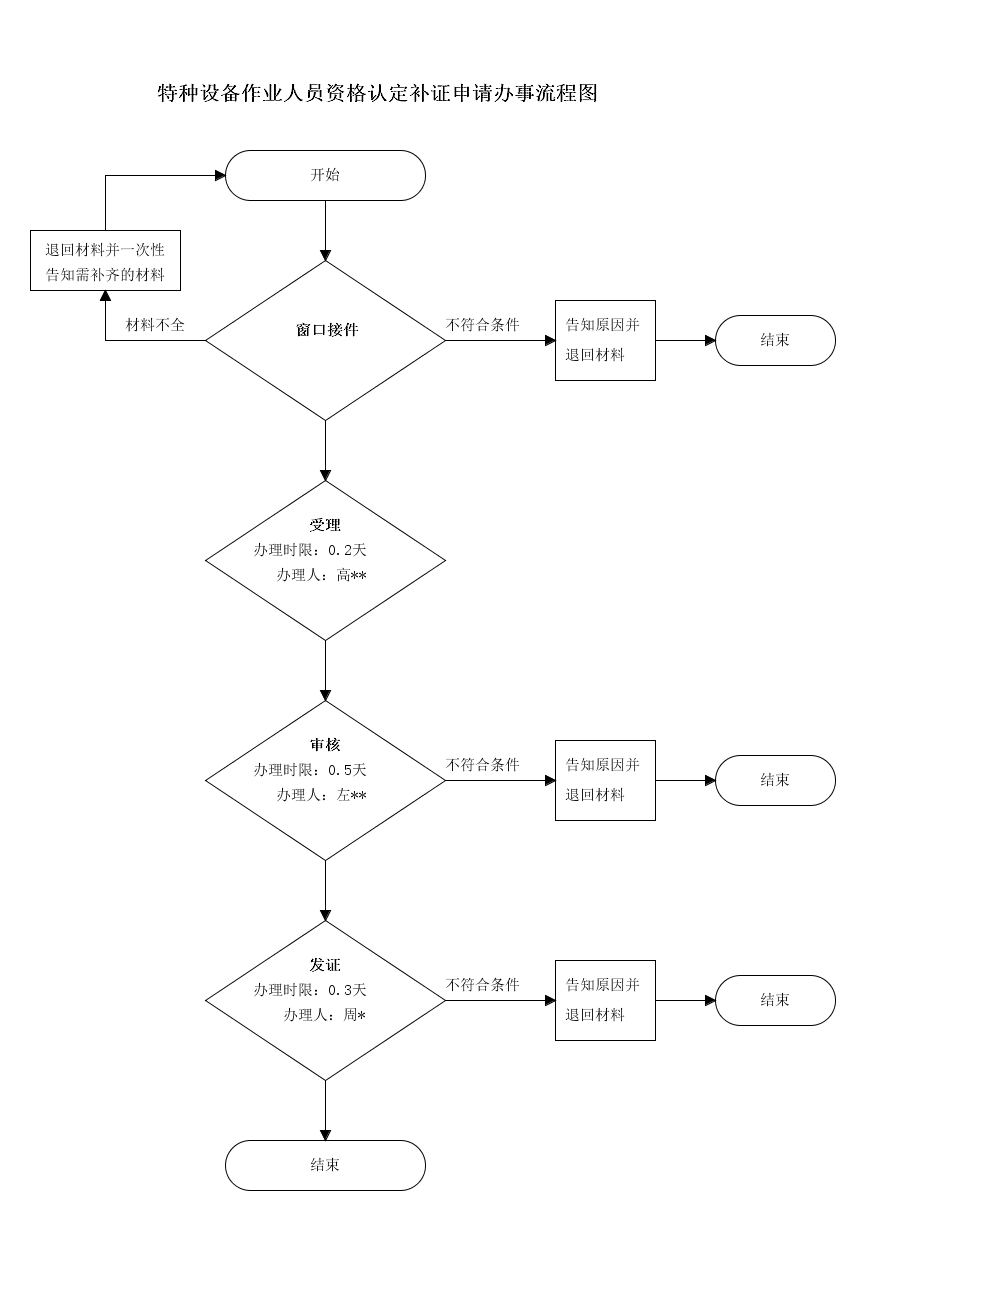 特种设备作业人员资格认定补证申请办事流程图
开始
退回材料并一次性
告知需补齐的材料
材料不全
窗口接件
不符合条件
告知原因并
退回材料
结束
受理
办理时限：0.2天
办理人：高**
审核
办理时限：0.5天
办理人：左**
不符合条件
告知原因并
退回材料
结束
发证
办理时限：0.3天
办理人：周*
不符合条件
告知原因并
退回材料
结束
结束